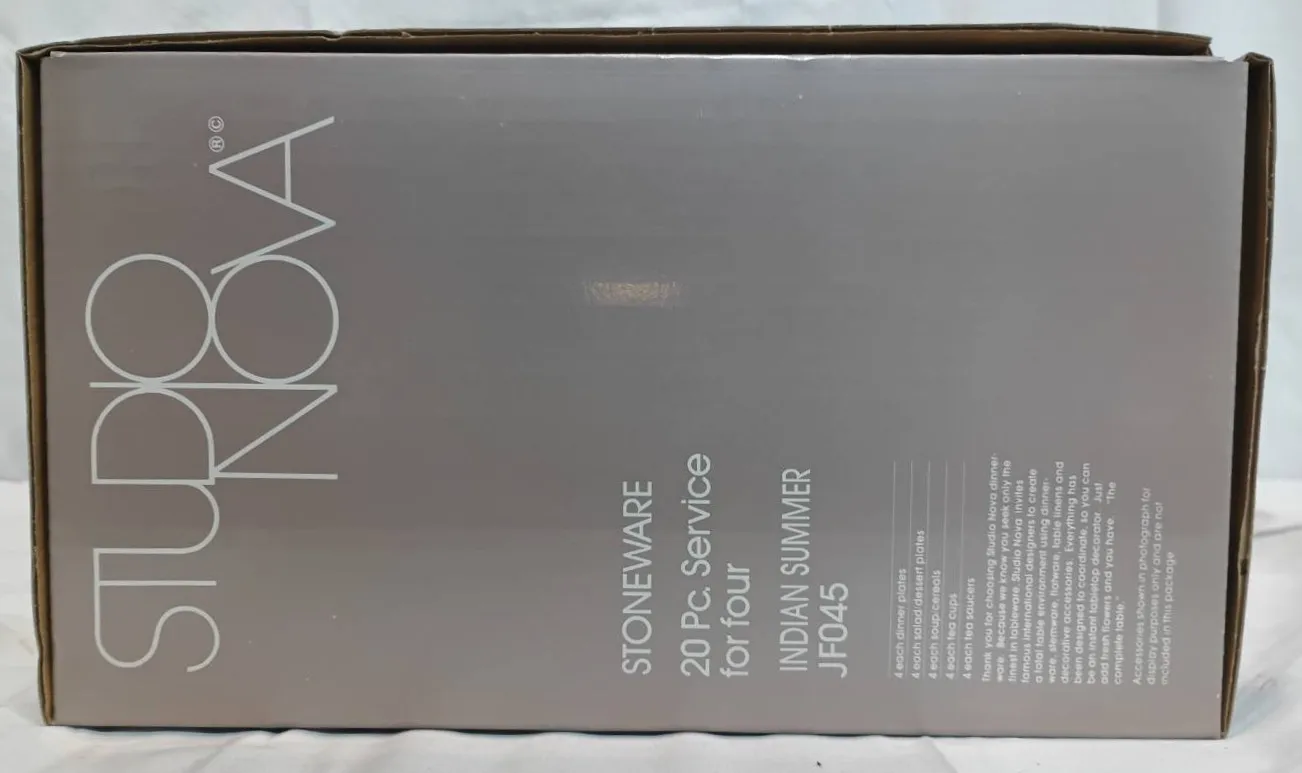 STUDIO
NOVA ®©
STONEWARE
20 Pc. Service
for four
INDIAN SUMMER
JF045
4 each dinner plates
4 each salad/dessert plates
4 each soup/cereals
4 each tea cups
4 each tea saucers
Thank you for choosing Studio Nova dinner-
ware. Because we know you seek only the
finest in tableware, Studio Nova invites
famous international designers to create
a total table environment using dinner-
ware, stemware, flatware, table linens and
decorative accessories. Everything has
been designed to coordinate, so you can
be an instant tabletop decorator. Just
add fresh flowers and you have. "The
complete table."
Accessories shown in photograph for
display purposes only and are not
included in this package